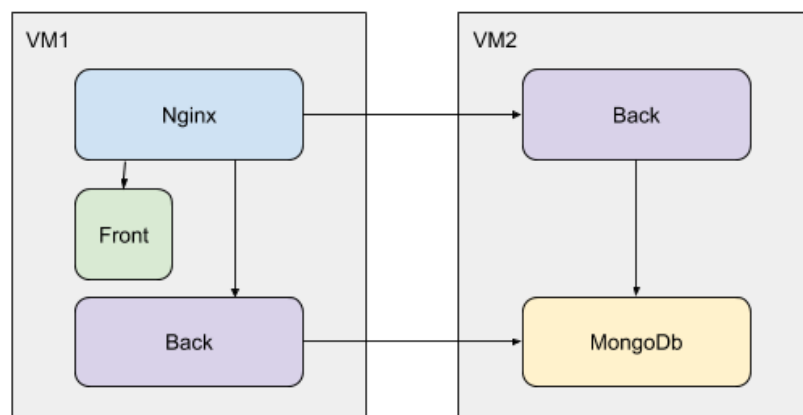 VM1
VM2
Nginx
Back
Front
Back
MongoDb